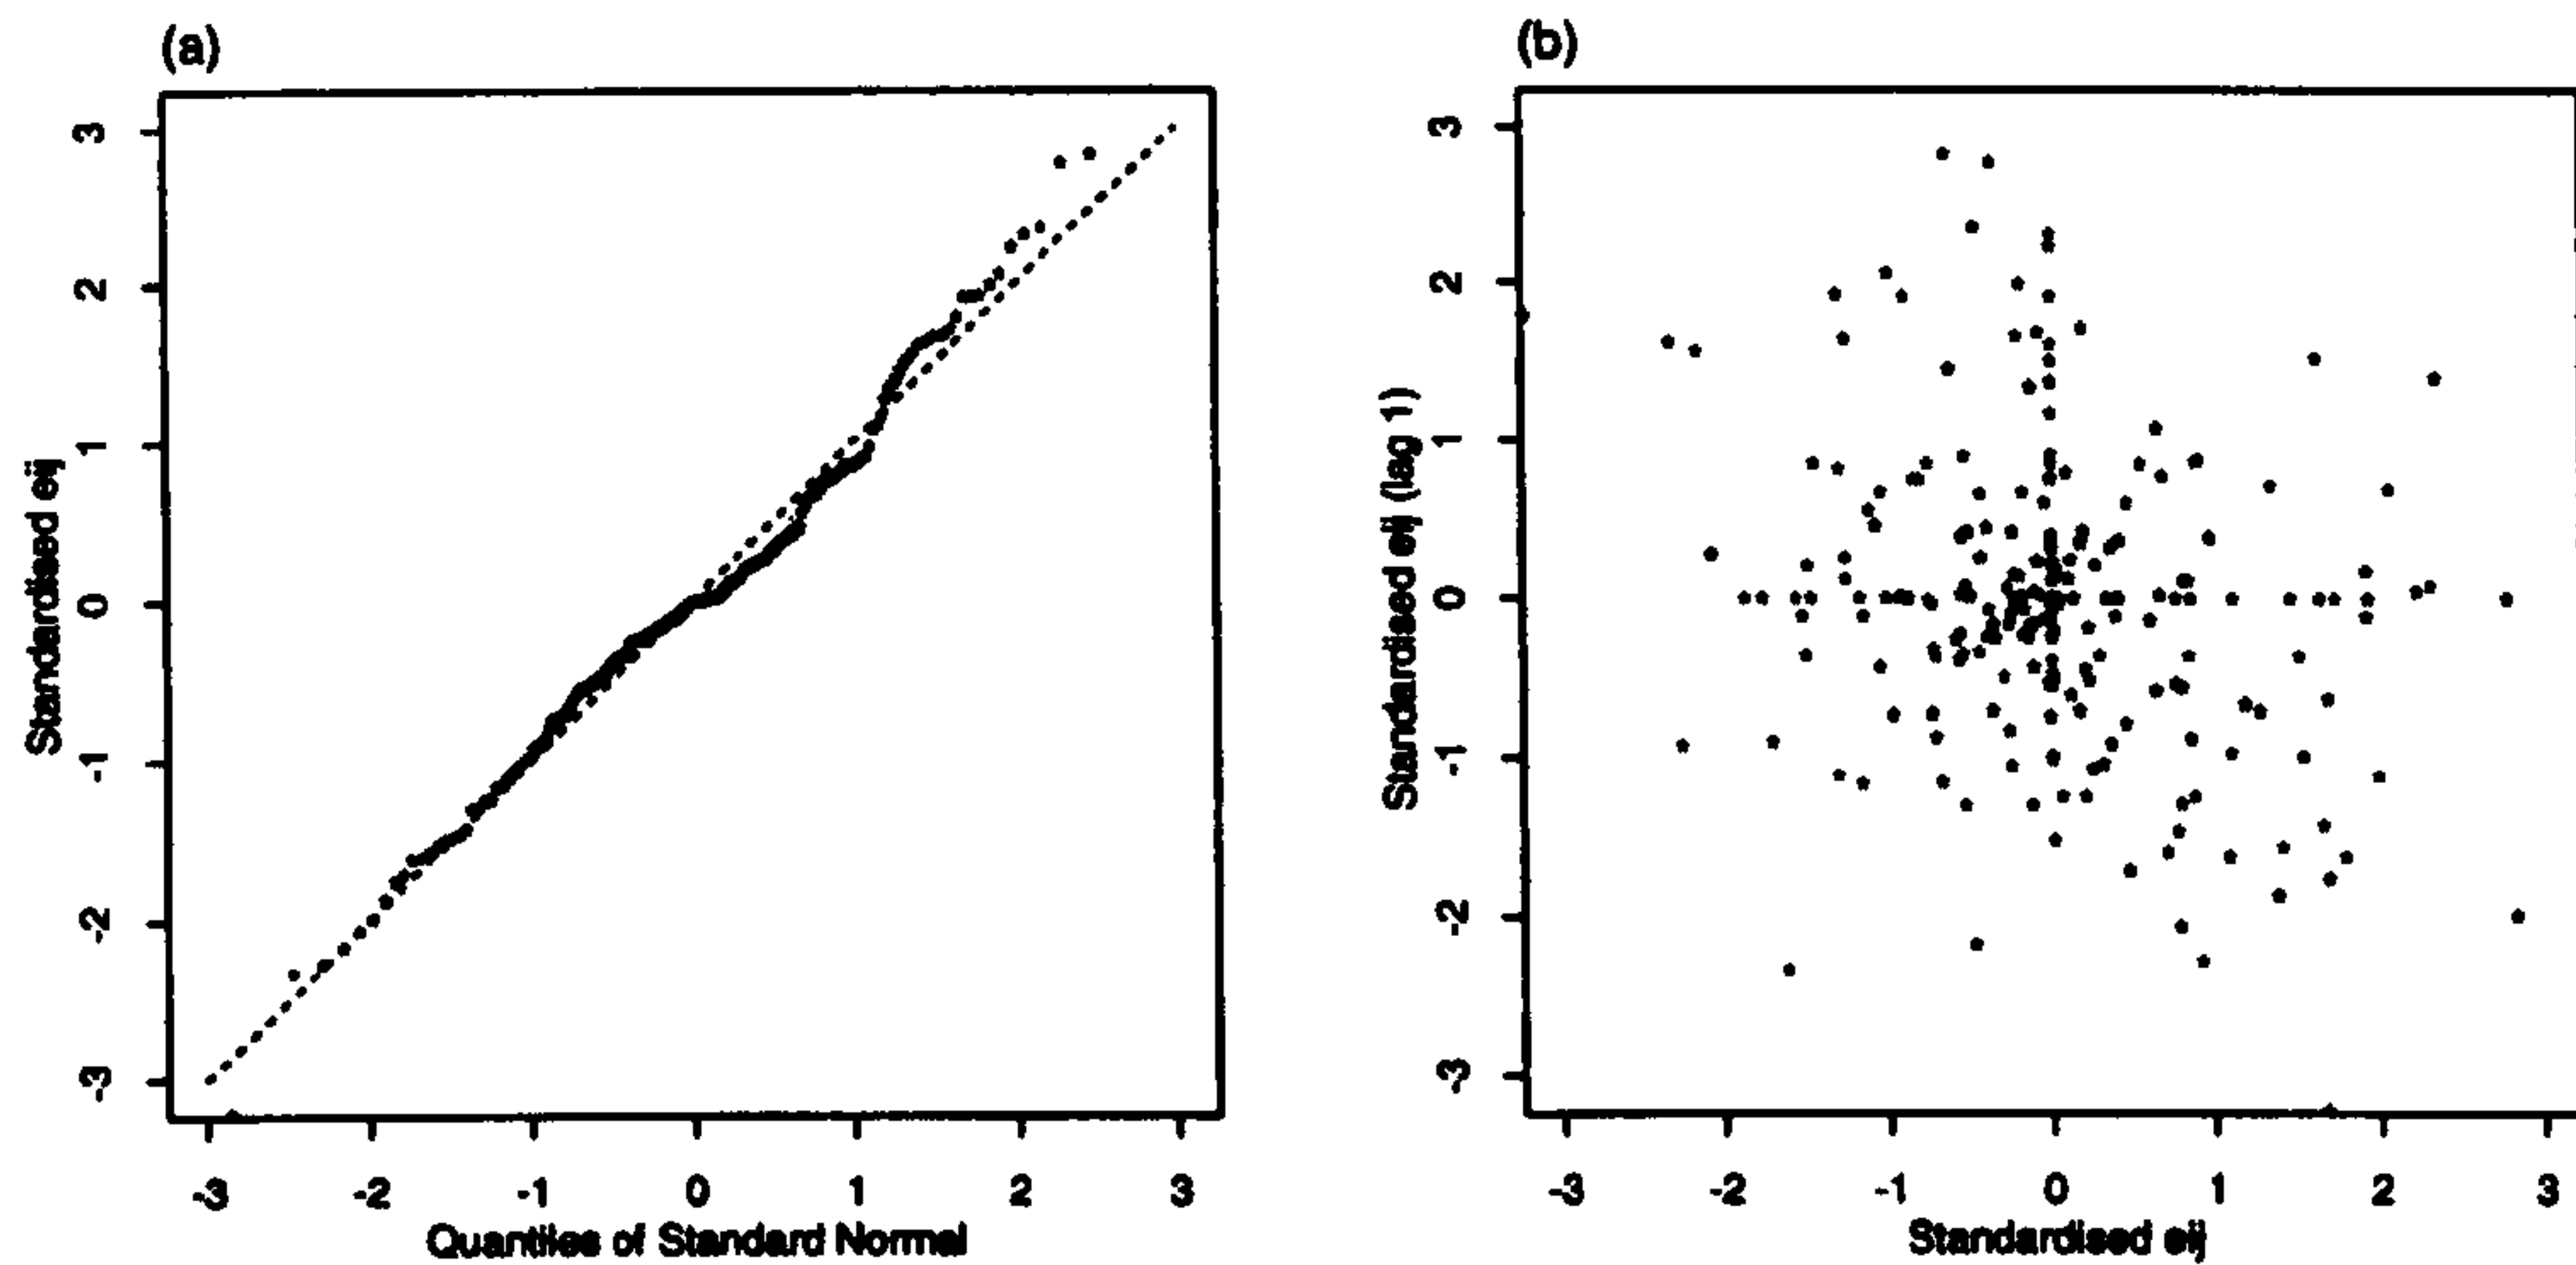 (a)
3
2
1
0
-1
-2
-3
Standardised eij
-3 -2 -1 0 1 2 3
Quantiles of Standard Normal
(b)
3
2
1
0
-1
-2
-3
Standardised eij (lag 1)
-3 -2 -1 0 1 2 3
Standardised eij